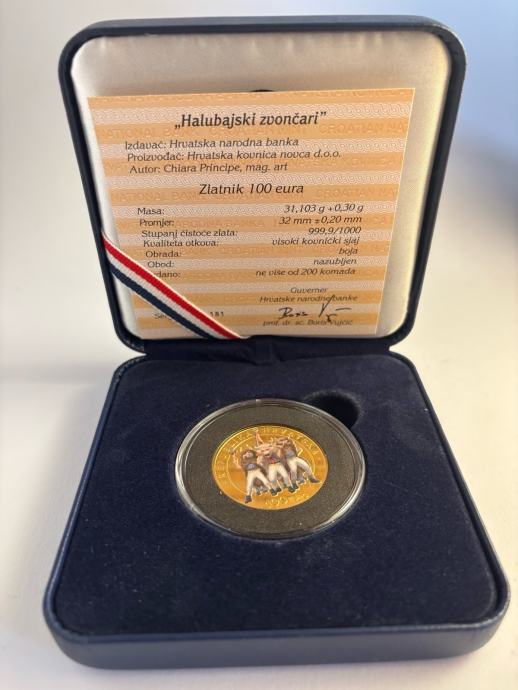 „Halubajski zvončari”
Izdavač: Hrvatska narodna banka
Proizvođač: Hrvatska kovnica novca d.o.o.
Autor: Chiara Principe, mag. art
Zlatnik 100 eura
Masa: 31,103 g +0,30 g
Promjer: 32 mm ±0,20 mm
Stupanj čistoće zlata: 999,9/1000
Kvaliteta otkova: visoki kovnički sjaj
Obrada: boja
Obod: nazubljen
dano: ne više od 200 komada
Guverner
Hrvatske narodne banke
181
prof. dr. sc. Boris Vujčić